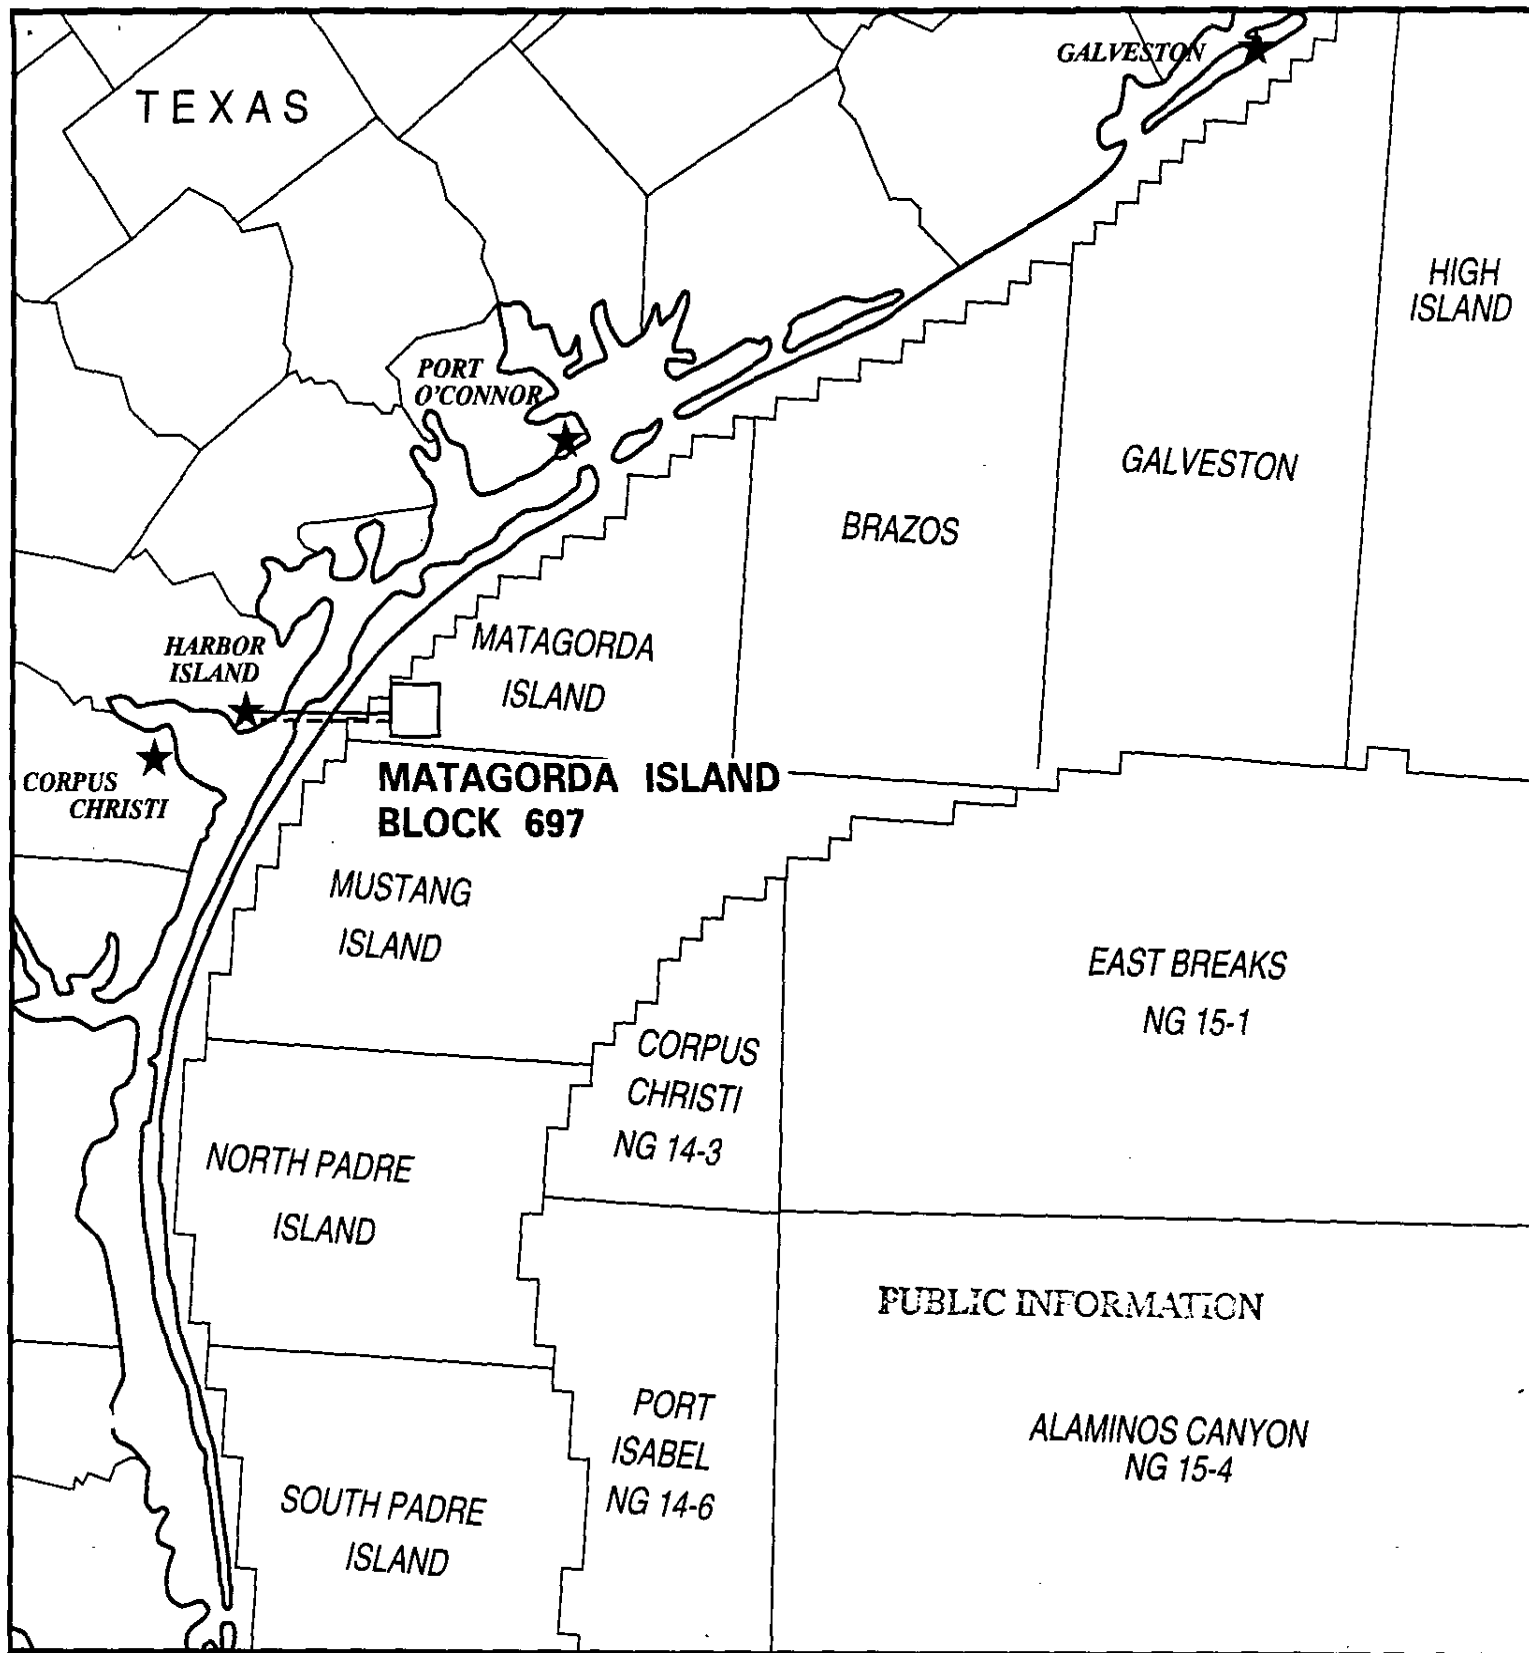 GALVESTON
TEXAS
HIGH
ISLAND
PORT
O'CONNOR
GALVESTON
BRAZOS
MATAGORDA
ISLAND
HARBOR
ISLAND
CORPUS
CHRISTI
MATAGORDA ISLAND
BLOCK 697
MUSTANG
ISLAND
EAST BREAKS
NG 15-1
CORPUS
CHRISTI
NG 14-3
NORTH PADRE
ISLAND
PUBLIC INFORMATION
PORT
ISABEL
NG 14-6
ALAMINOS CANYON
NG 15-4
SOUTH PADRE
ISLAND